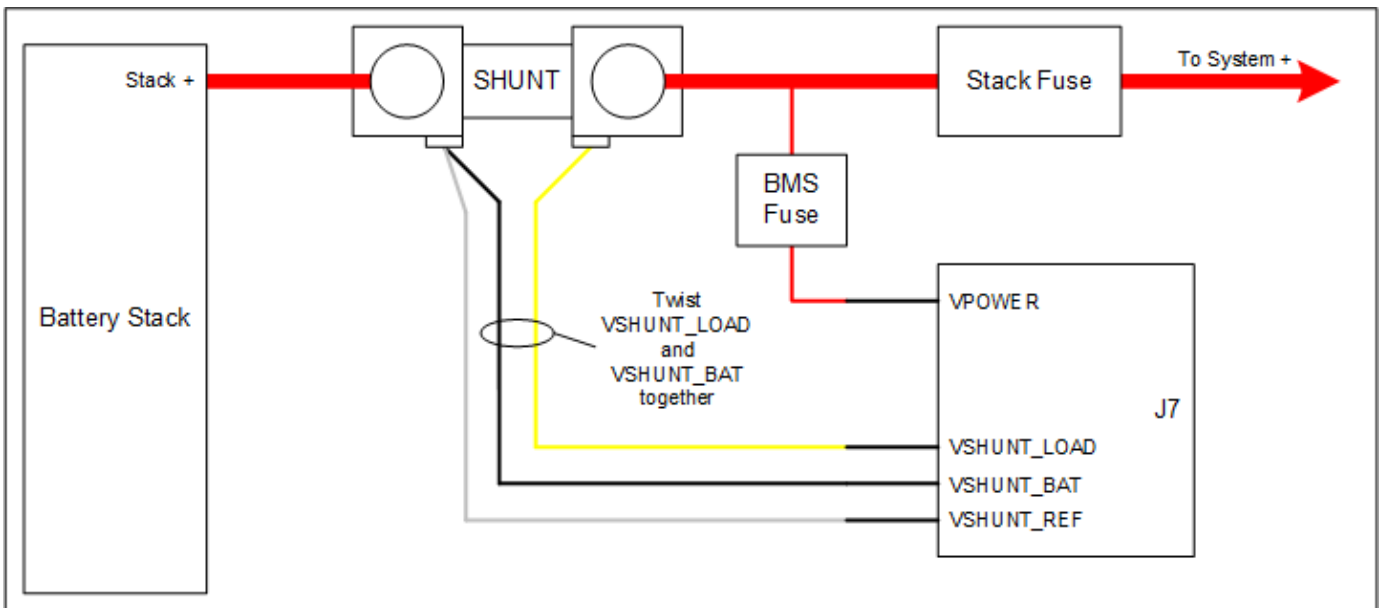 Stack +
SHUNT
Stack Fuse
To System +
BMS
Fuse
Battery Stack
Twist
VSHUNT_LOAD
and
VSHUNT_BAT
together
VPOWER
J7
VSHUNT_LOAD
VSHUNT_BAT
VSHUNT_REF